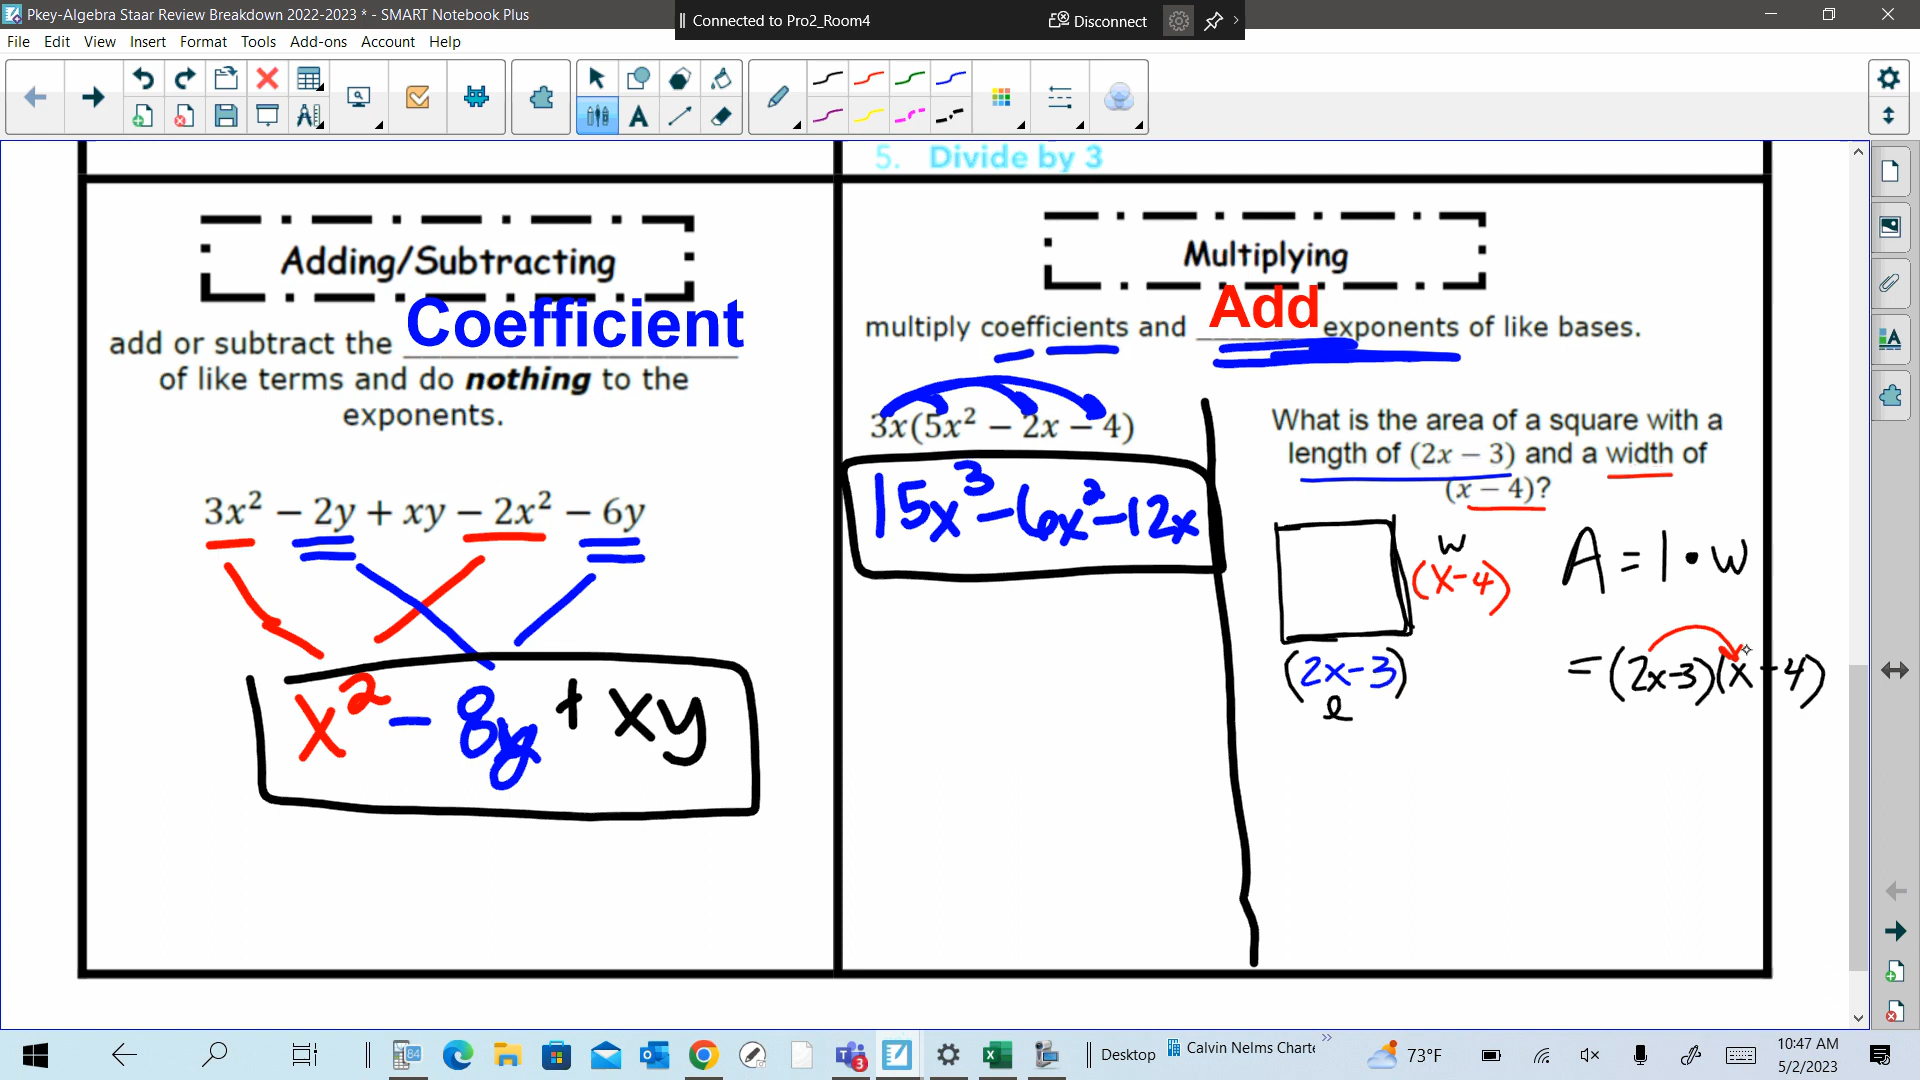 Pkey-Algebra Staar Review Breakdown 2022-2023 * - SMART Notebook Plus
Connected to Pro2_Room4
Disconnect
File Edit View Insert Format Tools Add-ons Account Help
5. Divide by 3
Adding/Subtracting
add or subtract the Coefficient
of like terms and do nothing to the
exponents.
3x² − 2y + xy − 2x² − 6y
x² - 8y + xy
Multiplying
multiply coefficients and Add exponents of like bases.
3x(5x² − 2x − 4)
15x³ - 6x² - 12x
What is the area of a square with a
length of (2x − 3) and a width of
(x − 4)?
w
(x-4)
(2x-3)
l
A = l • w
= (2x-3)(x-4)
84
3
Desktop
Calvin Nelms Charte
»
73°F
10:47 AM
5/2/2023